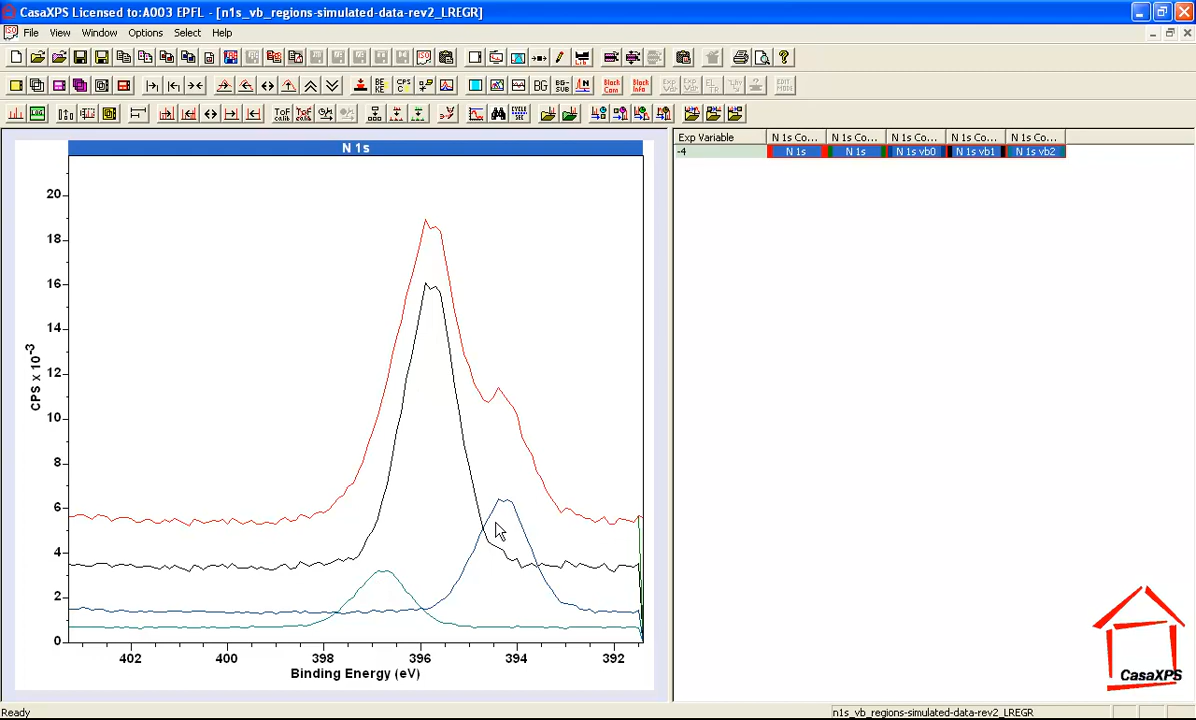 CasaXPS Licensed to:A003 EPFL - [n1s_vb_regions-simulated-data-rev2_LREGR]
File View Window Options Select Help
N 1s
Exp Variable N 1s Co... N 1s Co... N 1s Co... N 1s Co... N 1s Co...
-4 N 1s N 1s N 1s vb0 N 1s vb1 N 1s vb2
20
18
16
14
12
10
8
6
4
2
0
CPS x 10-3
402 400 398 396 394 392
Binding Energy (eV)
CasaXPS
Ready n1s_vb_regions-simulated-data-rev2_LREGR